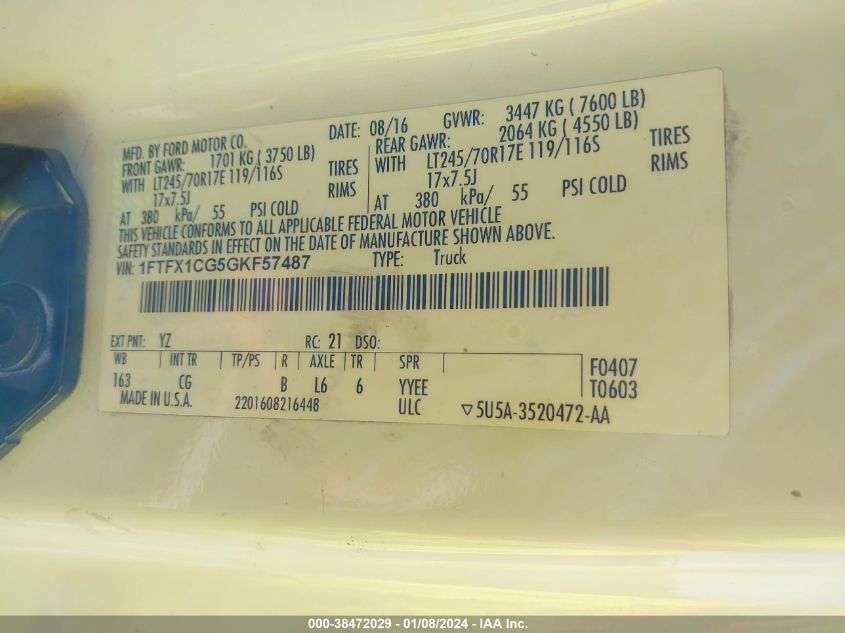 MFD. BY FORD MOTOR CO.
DATE: 08/16 GVWR: 3447 KG ( 7600 LB)
FRONT GAWR: 1701 KG ( 3750 LB)
REAR GAWR: 2064 KG ( 4550 LB)
WITH LT245/70R17E 119/116S TIRES
WITH LT245/70R17E 119/116S TIRES
17x7.5J RIMS
17x7.5J RIMS
AT 380 kPa/ 55 PSI COLD
AT 380 kPa/ 55 PSI COLD
THIS VEHICLE CONFORMS TO ALL APPLICABLE FEDERAL MOTOR VEHICLE
SAFETY STANDARDS IN EFFECT ON THE DATE OF MANUFACTURE SHOWN ABOVE.
VIN: 1FTFX1CG5GKF57487 TYPE: Truck
EXT PNT: YZ RC: 21 DSO:
WB INT TR TP/PS R AXLE TR SPR
163 CG B L6 6 YYEE
F0407
T0603
MADE IN U.S.A. 2201608216448 ULC ▽5U5A-3520472-AA
000-38472029 - 01/08/2024 - IAA Inc.